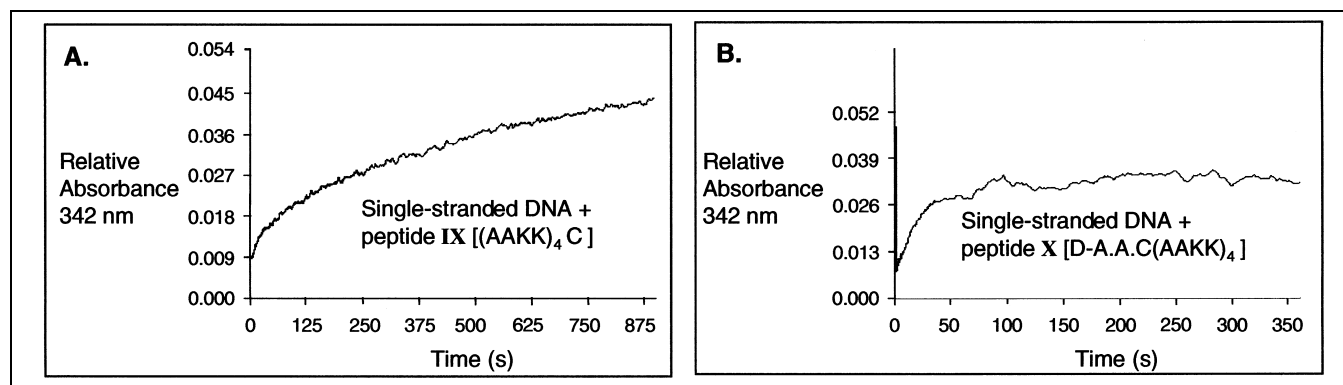 A.
0.054
0.045
0.036
0.027
0.018
0.009
0.000
Relative
Absorbance
342 nm
Single-stranded DNA +
peptide IX [(AAKK)4 C]
0 125 250 375 500 625 750 875
Time (s)
B.
0.052
0.039
0.026
0.013
0.000
Relative
Absorbance
342 nm
Single-stranded DNA +
peptide X [D-A.A.C(AAKK)4 ]
0 50 100 150 200 250 300 350
Time (s)